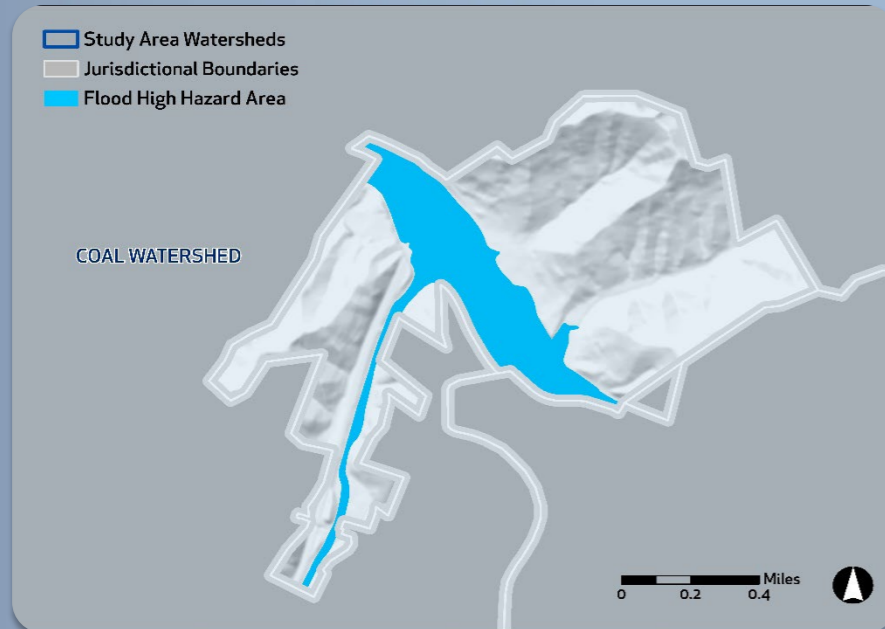 Study Area Watersheds
Jurisdictional Boundaries
Flood High Hazard Area
COAL WATERSHED
Miles
0 0.2 0.4